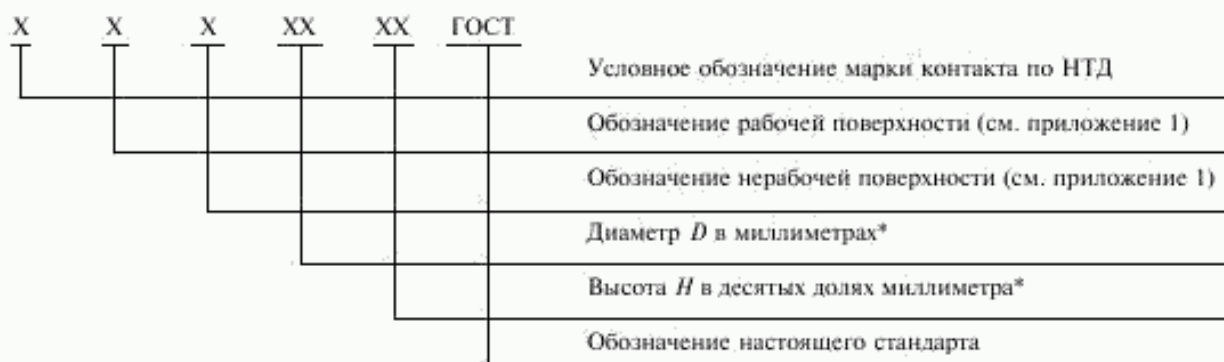 X X X XX XX ГОСТ
Условное обозначение марки контакта по НТД
Обозначение рабочей поверхности (см. приложение 1)
Обозначение нерабочей поверхности (см. приложение 1)
Диаметр D в миллиметрах*
Высота H в десятых долях миллиметра*
Обозначение настоящего стандарта